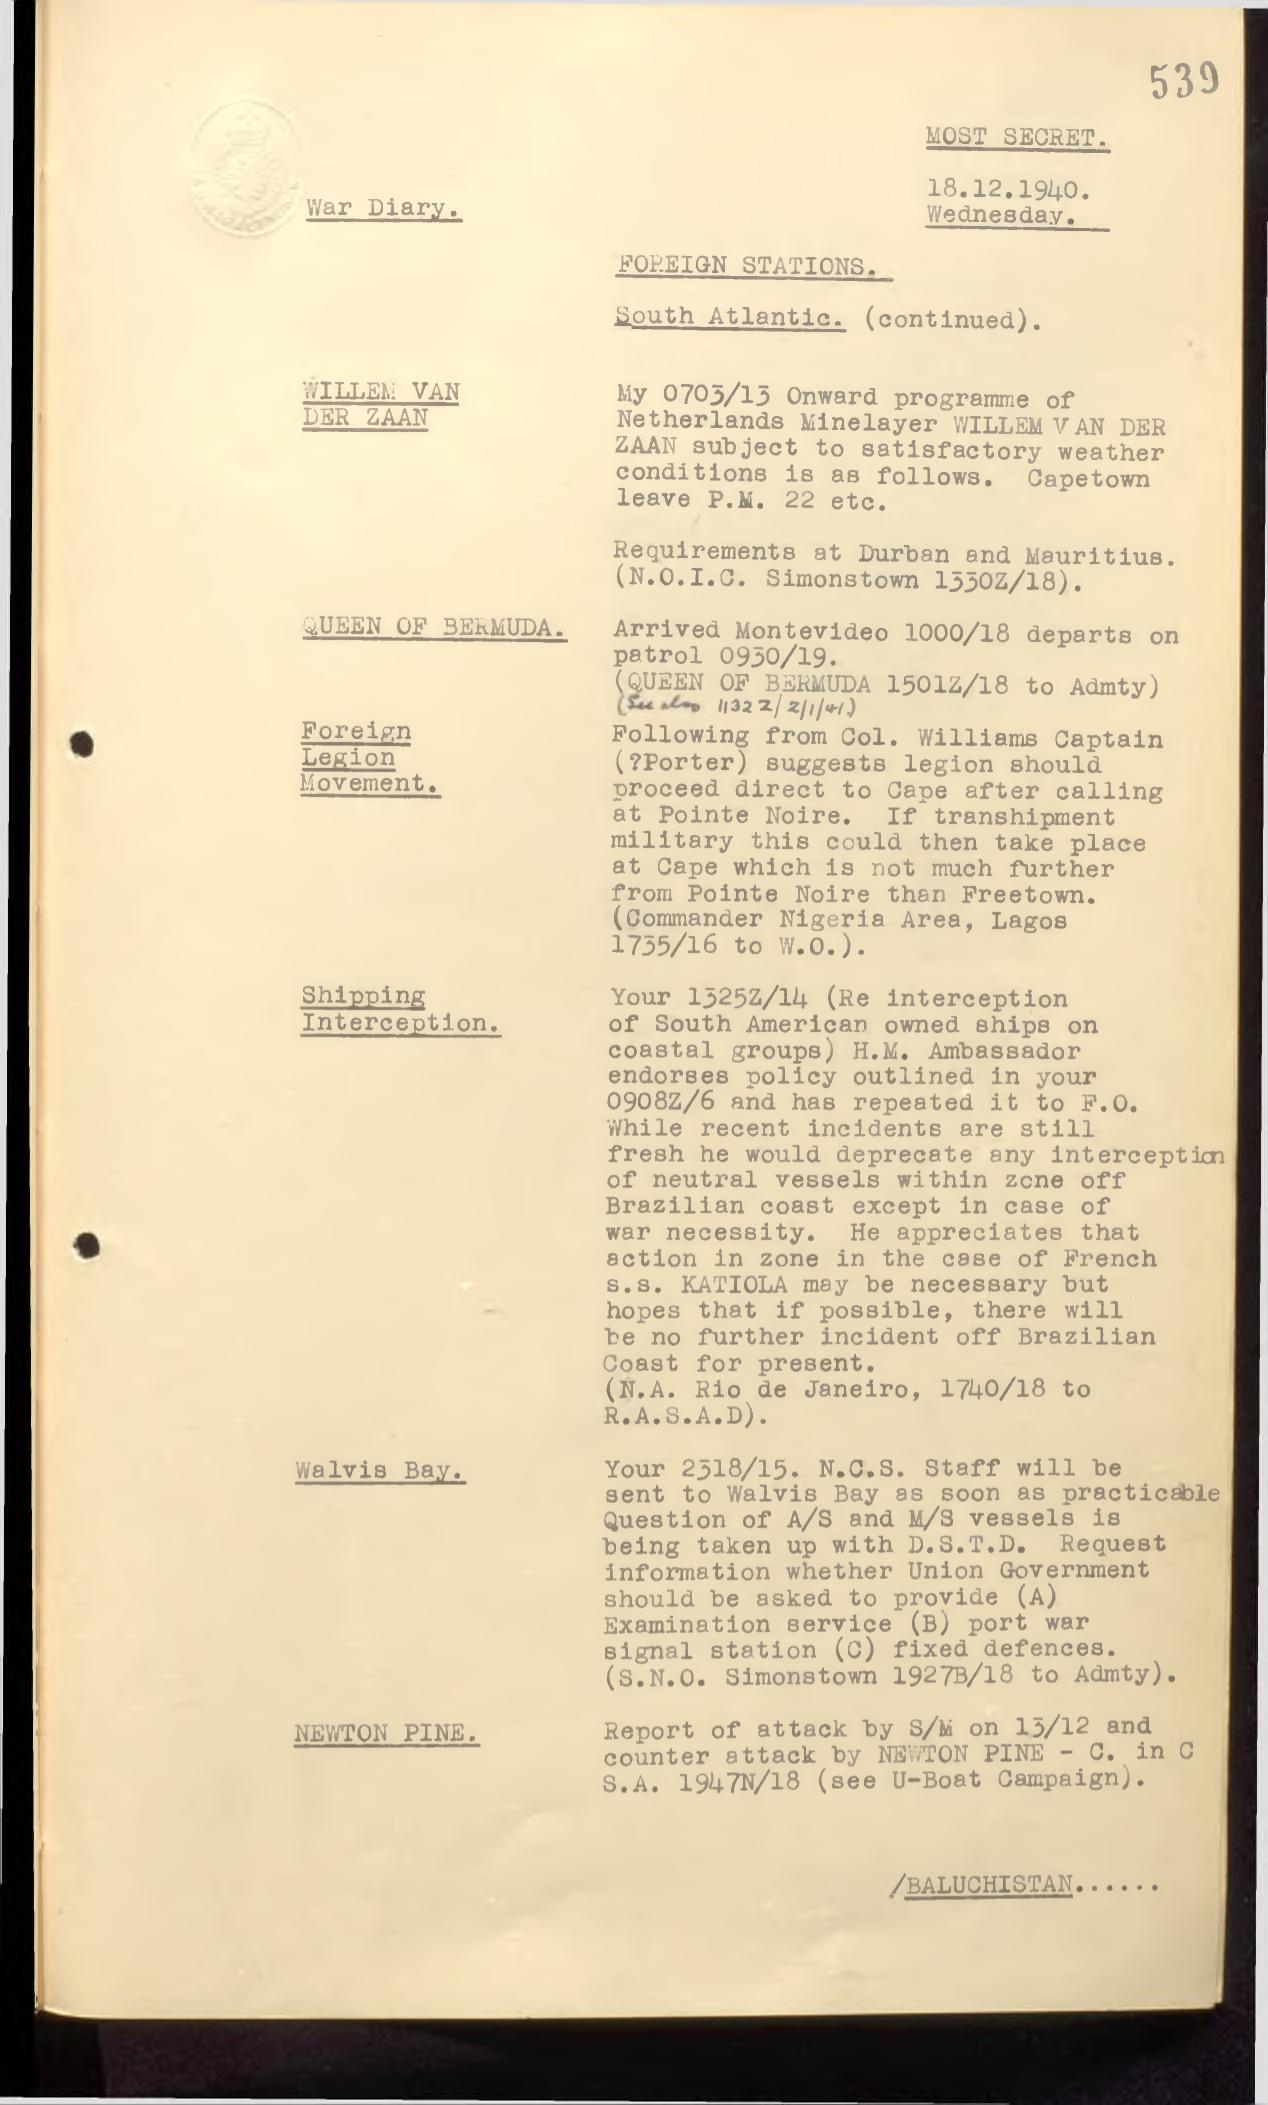 539
MOST SECRET.
18.12.1940.
Wednesday.
War Diary.
FOREIGN STATIONS.
South Atlantic. (continued).
WILLEM VAN
DER ZAAN
My 0703/13 Onward programme of
Netherlands Minelayer WILLEM VAN DER
ZAAN subject to satisfactory weather
conditions is as follows. Capetown
leave P.M. 22 etc.
Requirements at Durban and Mauritius.
(N.O.I.C. Simonstown 1330Z/18).
QUEEN OF BERMUDA.
Arrived Montevideo 1000/18 departs on
patrol 0930/19.
(QUEEN OF BERMUDA 1501Z/18 to Admty)
(See also 1132Z/2/1/41)
Foreign
Legion
Movement.
Following from Col. Williams Captain
(?Porter) suggests legion should
proceed direct to Cape after calling
at Pointe Noire. If transhipment
military this could then take place
at Cape which is not much further
from Pointe Noire than Freetown.
(Commander Nigeria Area, Lagos
1735/16 to W.O.).
Shipping
Interception.
Your 1325Z/14 (Re interception
of South American owned ships on
coastal groups) H.M. Ambassador
endorses policy outlined in your
0908Z/6 and has repeated it to F.O.
While recent incidents are still
fresh he would deprecate any interception
of neutral vessels within zone off
Brazilian coast except in case of
war necessity. He appreciates that
action in zone in the case of French
s.s. KATIOLA may be necessary but
hopes that if possible, there will
be no further incident off Brazilian
Coast for present.
(N.A. Rio de Janeiro, 1740/18 to
R.A.S.A.D).
Walvis Bay.
Your 2318/15. N.C.S. Staff will be
sent to Walvis Bay as soon as practicable
Question of A/S and M/S vessels is
being taken up with D.S.T.D. Request
information whether Union Government
should be asked to provide (A)
Examination service (B) port war
signal station (C) fixed defences.
(S.N.O. Simonstown 1927B/18 to Admty).
NEWTON PINE.
Report of attack by S/M on 13/12 and
counter attack by NEWTON PINE - C. in C
S.A. 1947N/18 (see U-Boat Campaign).
/BALUCHISTAN......